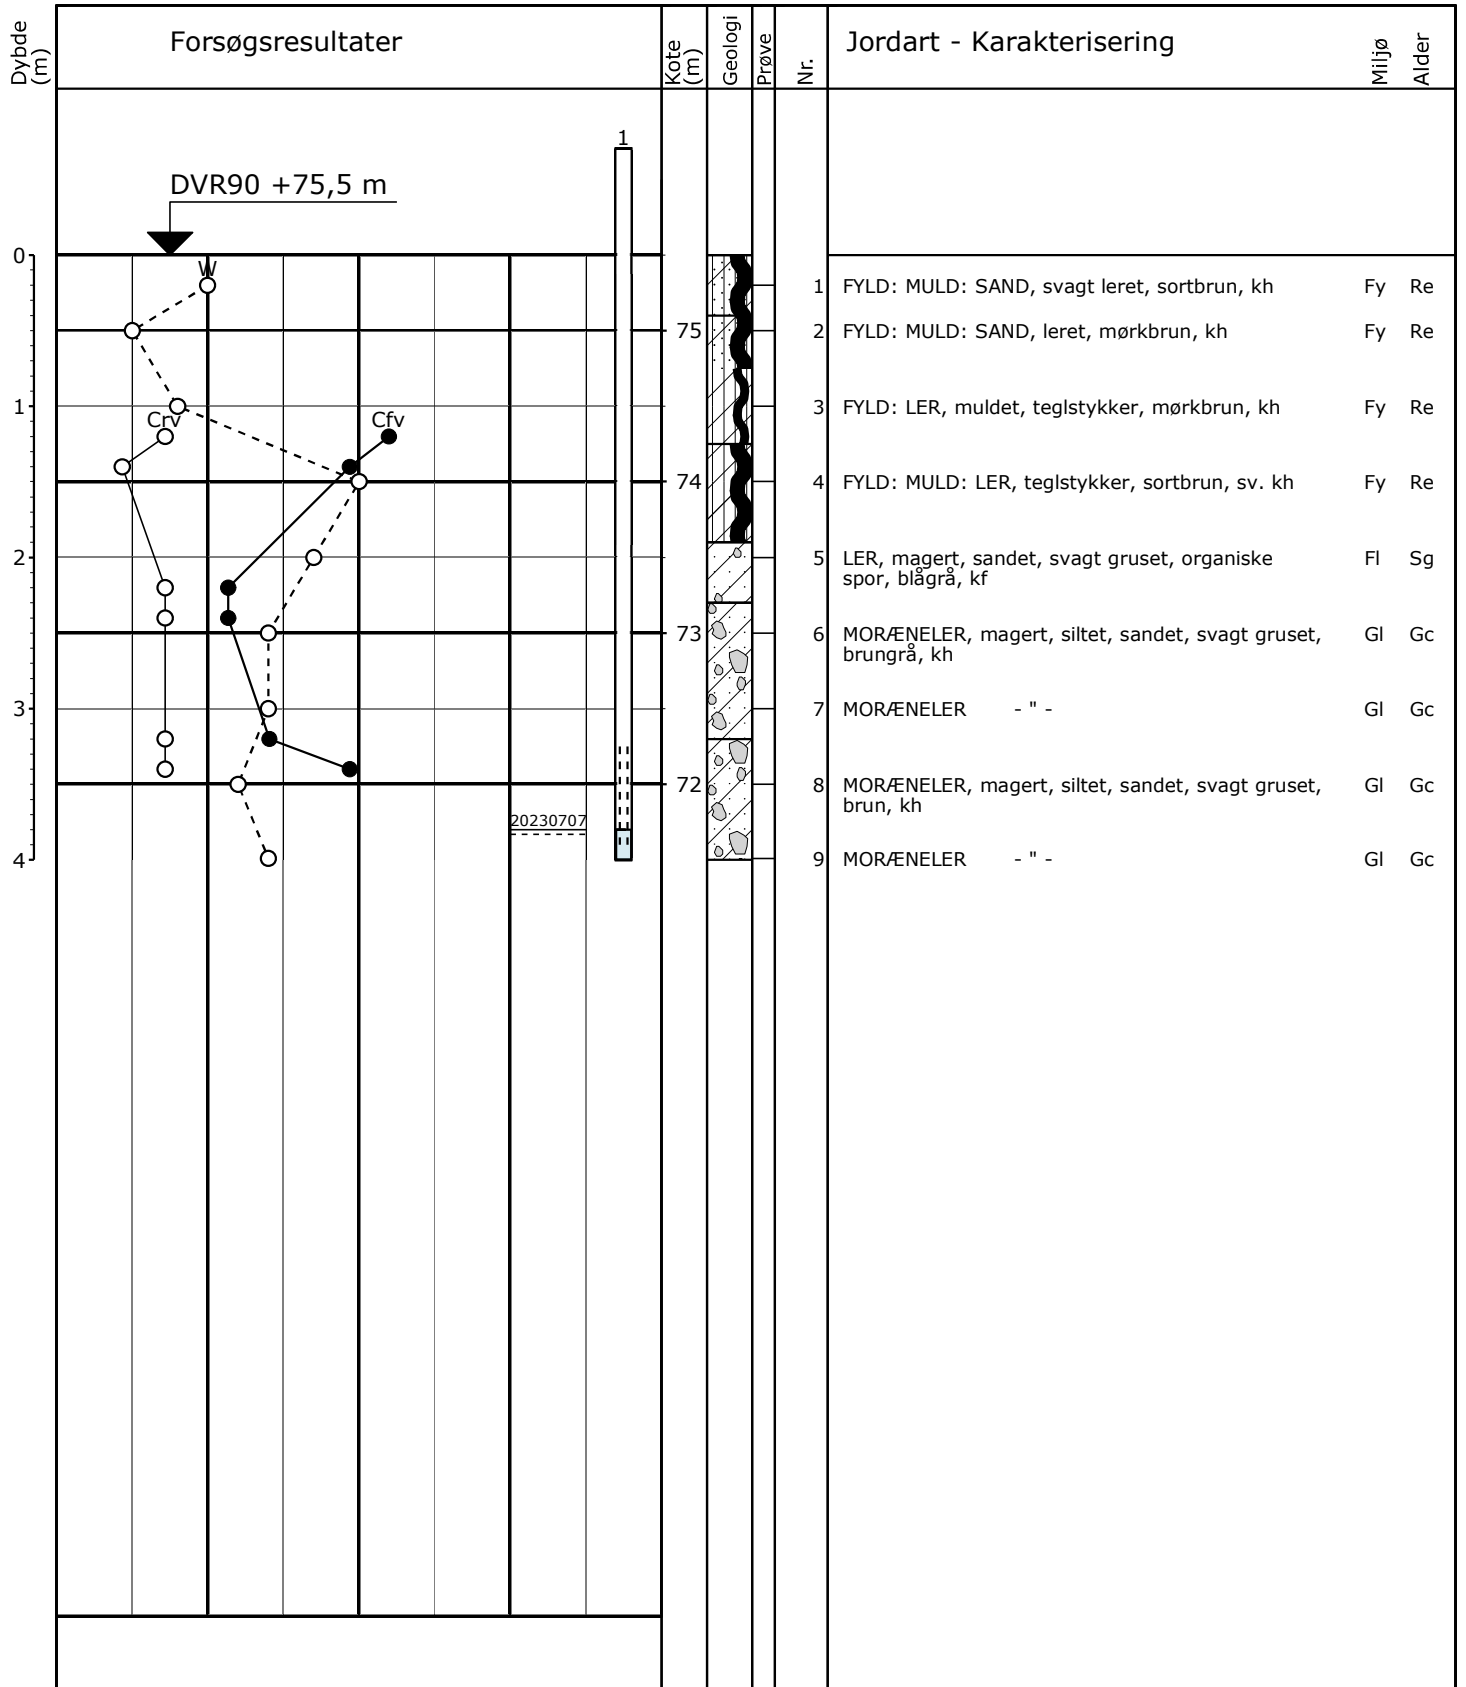 Dybde
(m)
Forsøgsresultater
Kote
(m)
Geologi
Prøve
Nr.
Jordart - Karakterisering
Miljø
Alder
1
DVR90 +75,5 m
0
W
1 FYLD: MULD: SAND, svagt leret, sortbrun, kh Fy Re
75 2 FYLD: MULD: SAND, leret, mørkbrun, kh Fy Re
1 3 FYLD: LER, muldet, teglstykker, mørkbrun, kh Fy Re
Crv Cfv
74 4 FYLD: MULD: LER, teglstykker, sortbrun, sv. kh Fy Re
2 5 LER, magert, sandet, svagt gruset, organiske Fl Sg
spor, blågrå, kf
73 6 MORÆNELER, magert, siltet, sandet, svagt gruset, Gl Gc
brungrå, kh
3 7 MORÆNELER - " - Gl Gc
72 8 MORÆNELER, magert, siltet, sandet, svagt gruset, Gl Gc
brun, kh
20230707
4 9 MORÆNELER - " - Gl Gc